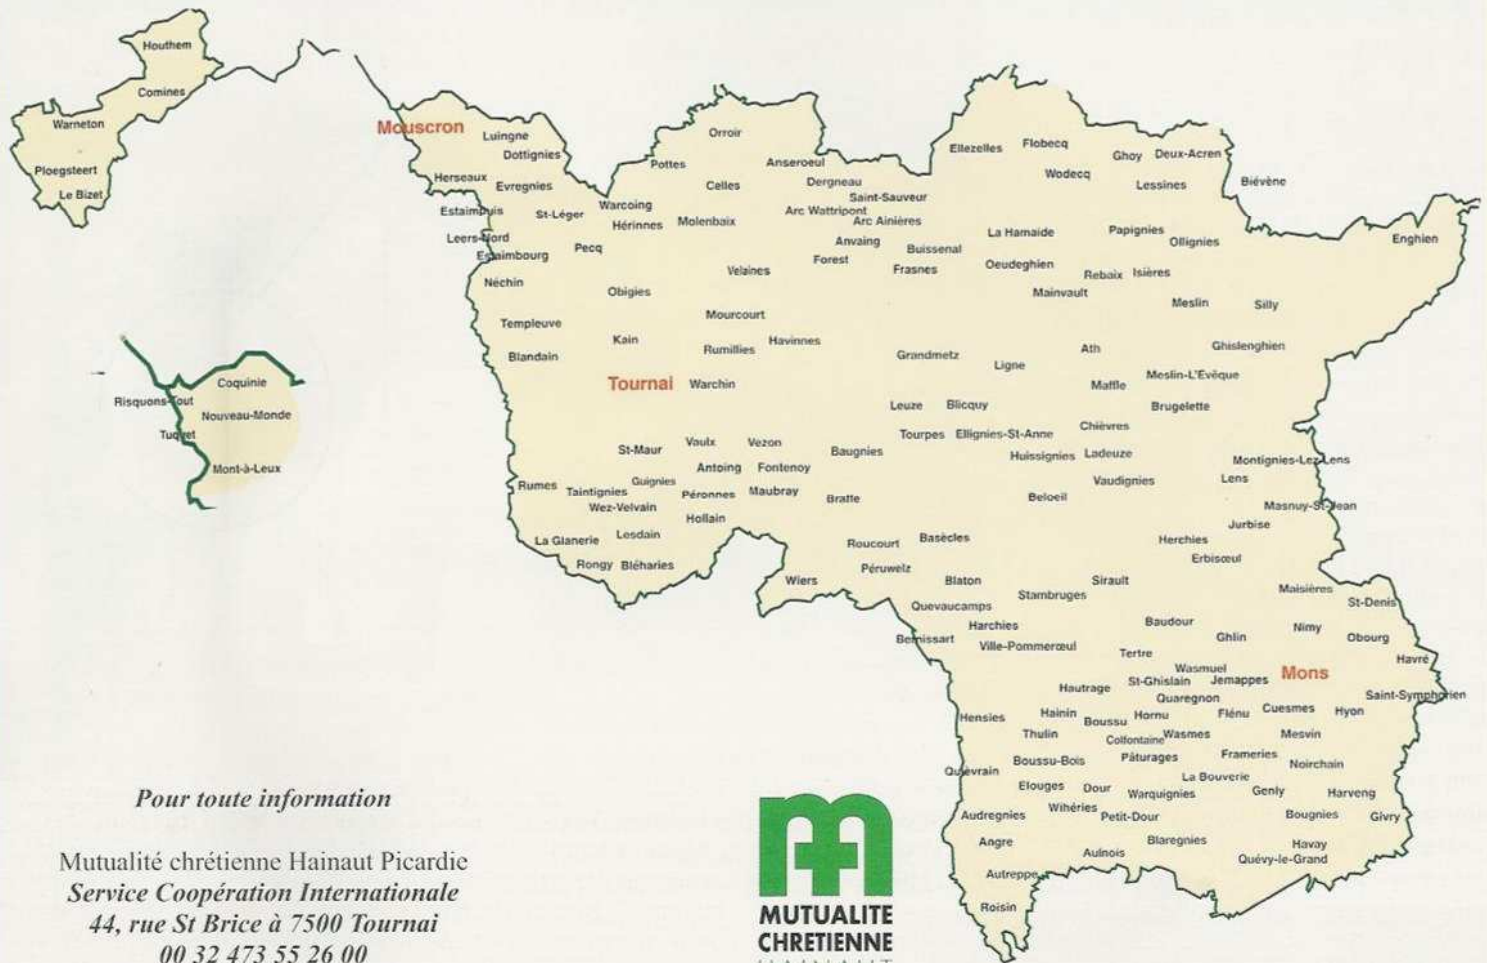 Houthem
Comines
Warneton
Ploegsteert
Le Bizet
Mouscron
Luingne
Dottignies
Herseaux
Evregnies
Estaimpuis
St-Léger
Leers-Nord
Estaimbourg
Néchin
Pecq
Warcoing
Hérinnes
Pottes
Orroir
Celles
Molenbaix
Anseroeul
Dergneau
Saint-Sauveur
Arc Wattripont
Arc Ainières
Anvaing
Forest
Buissenal
Frasnes
Velaines
Obigies
Mourcourt
Templeuve
Kain
Rumillies
Havinnes
Blandain
Tournai
Warchin
Ellezelles
Flobecq
Wodecq
Ghoy
Deux-Acren
Lessines
Biévène
La Hamaide
Papignies
Ollignies
Enghien
Oeudeghien
Rebaix
Isières
Mainvault
Meslin
Silly
Grandmetz
Ligne
Ath
Ghislenghien
Maffle
Meslin-L'Evêque
Leuze
Blicquy
Brugelette
Tourpes
Ellignies-St-Anne
Chièvres
Huissignies
Ladeuze
Montignies-Lez-Lens
Vaudignies
Lens
Beloeil
Masnuy-St-Jean
Jurbise
Herchies
Erbisœul
Coquinie
Risquons-Tout
Nouveau-Monde
Tuquet
Mont-à-Leux
St-Maur
Vaulx
Vezon
Baugnies
Antoing
Fontenoy
Rumes
Taintignies
Guignies
Péronnes
Maubray
Braffe
Wez-Velvain
Hollain
La Glanerie
Lesdain
Rongy
Bléharies
Roucourt
Basècles
Péruwelz
Wiers
Blaton
Stambruges
Sirault
Quevaucamps
Harchies
Bernissart
Ville-Pommerœul
Maisières
St-Denis
Baudour
Ghlin
Nimy
Obourg
Tertre
Havré
Wasmuel
St-Ghislain
Jemappes
Mons
Hautrage
Quaregnon
Saint-Symphorien
Hensies
Hainin
Boussu
Hornu
Flénu
Cuesmes
Hyon
Thulin
Colfontaine
Wasmes
Mesvin
Boussu-Bois
Pâturages
Frameries
Noirchain
Quiévrain
La Bouverie
Elouges
Dour
Warquignies
Genly
Harveng
Audregnies
Wihéries
Petit-Dour
Bougnies
Givry
Angre
Aulnois
Blaregnies
Havay
Quévy-le-Grand
Autreppe
Roisin
Pour toute information
Mutualité chrétienne Hainaut Picardie
Service Coopération Internationale
44, rue St Brice à 7500 Tournai
00 32 473 55 26 00
MUTUALITE
CHRETIENNE